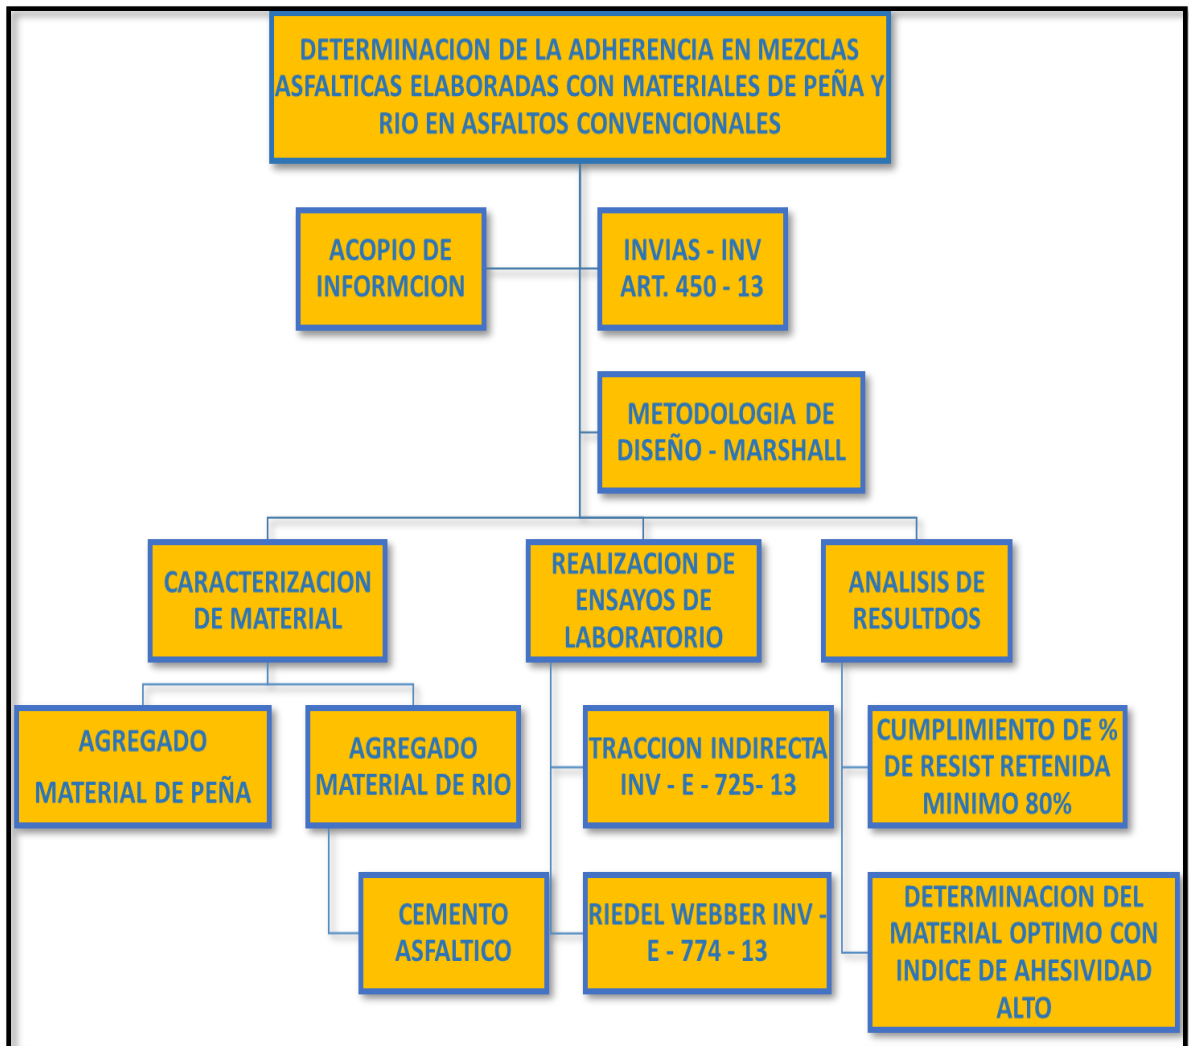 DETERMINACION DE LA ADHERENCIA EN MEZCLAS
ASFALTICAS ELABORADAS CON MATERIALES DE PEÑA Y
RIO EN ASFALTOS CONVENCIONALES
ACOPIO DE
INFORMCION
INVIAS - INV
ART. 450 - 13
METODOLOGIA DE
DISEÑO - MARSHALL
CARACTERIZACION
DE MATERIAL
REALIZACION DE
ENSAYOS DE
LABORATORIO
ANALISIS DE
RESULTDOS
AGREGADO
MATERIAL DE PEÑA
AGREGADO
MATERIAL DE RIO
TRACCION INDIRECTA
INV - E - 725- 13
CUMPLIMIENTO DE %
DE RESIST RETENIDA
MINIMO 80%
CEMENTO
ASFALTICO
RIEDEL WEBBER INV -
E - 774 - 13
DETERMINACION DEL
MATERIAL OPTIMO CON
INDICE DE AHESIVIDAD
ALTO